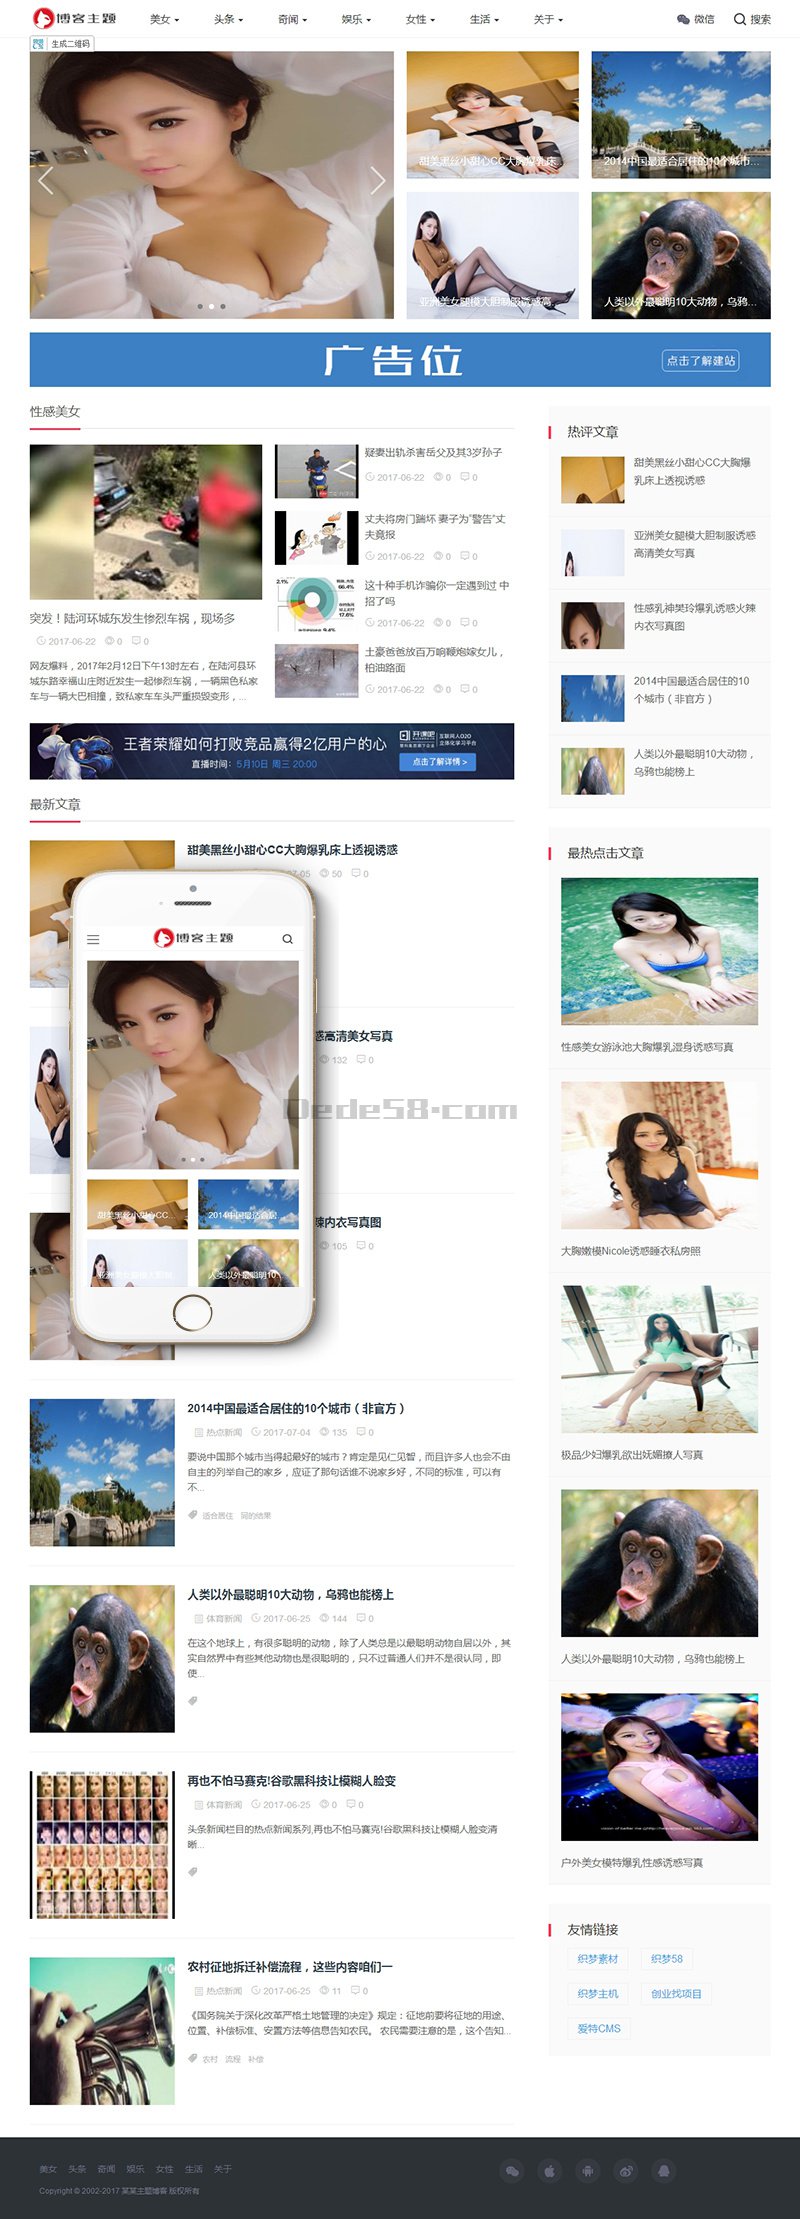 博客主题
美女
头条
奇闻
娱乐
女性
生活
关于
微信
搜索
生成二维码
甜美黑丝小甜心CC大胸爆乳床...
2014中国最适合居住的10个城市...
亚洲美女腿模大胆制服诱惑高...
人类以外最聪明10大动物，乌鸦...
广告位
点击了解建站
性感美女
突发！陆河环城东发生惨烈车祸，现场多
2017-06-22 0 0
网友爆料，2017年2月12日下午13时左右，在陆河县环
城东路幸福山庄附近发生一起惨烈车祸，一辆黑色私家
车与一辆大巴相撞，致私家车车头严重损毁变形，...
疑妻出轨杀害岳父及其3岁孙子
2017-06-22 0 0
丈夫将房门踹坏 妻子为“警告”丈
夫竟报
2017-06-22 0 0
这十种手机诈骗你一定遇到过 中
招了吗
2017-06-22 0 0
土豪爸爸放百万响鞭炮嫁女儿，
柏油路面
2017-06-22 0 0
王者荣耀如何打败竞品赢得2亿用户的心
直播时间：5月10日 周三 20:00
开课吧
互联网人O2O
立体化学习平台
点击了解详情 >
最新文章
甜美黑丝小甜心CC大胸爆乳床上透视诱惑
07-05 50 0
惑高清美女写真
132 0
辣内衣写真图
105 0
博客主题
甜美黑丝小甜心CC...
2014中国最适合居...
亚洲美女腿模大胆制...
人类以外最聪明10...
Dede58.com
2014中国最适合居住的10个城市（非官方）
热点新闻 2017-07-04 135 0
要说中国那个城市当得起最好的城市？肯定是见仁见智，而且许多人也会不由
自主的列举自己的家乡，应证了那句话谁不说家乡好，不同的标准，可以有
不...
适合居住 同的结果
人类以外最聪明10大动物，乌鸦也能榜上
体育新闻 2017-06-25 144 0
在这个地球上，有很多聪明的动物，除了人类总是以最聪明动物自居以外，其
实自然界中有些其他动物也是很聪明的，只不过普通人们并不是很认同，即
使...
再也不怕马赛克!谷歌黑科技让模糊人脸变
体育新闻 2017-06-25 0 0
头条新闻栏目的热点新闻系列,再也不怕马赛克!谷歌黑科技让模糊人脸变清
晰...
农村征地拆迁补偿流程，这些内容咱们一
热点新闻 2017-06-25 11 0
《国务院关于深化改革严格土地管理的决定》规定：征地前要将征地的用途、
位置、补偿标准、安置方法等信息告知农民。 农民需要注意的是，这个告知...
农村 流程 补偿
热评文章
甜美黑丝小甜心CC大胸爆
乳床上透视诱惑
亚洲美女腿模大胆制服诱惑
高清美女写真
性感乳神樊玲爆乳诱惑火辣
内衣写真图
2014中国最适合居住的10
个城市（非官方）
人类以外最聪明10大动物，
乌鸦也能榜上
最热点击文章
性感美女游泳池大胸爆乳湿身诱惑写真
大胸嫩模Nicole诱惑睡衣私房照
极品少妇爆乳欲出妩媚撩人写真
人类以外最聪明10大动物，乌鸦也能榜上
户外美女模特爆乳性感诱惑写真
友情链接
织梦素材
织梦58
织梦主机
创业找项目
爱特CMS
美女 头条 奇闻 娱乐 女性 生活 关于
Copyright © 2002-2017 某某主题博客 版权所有